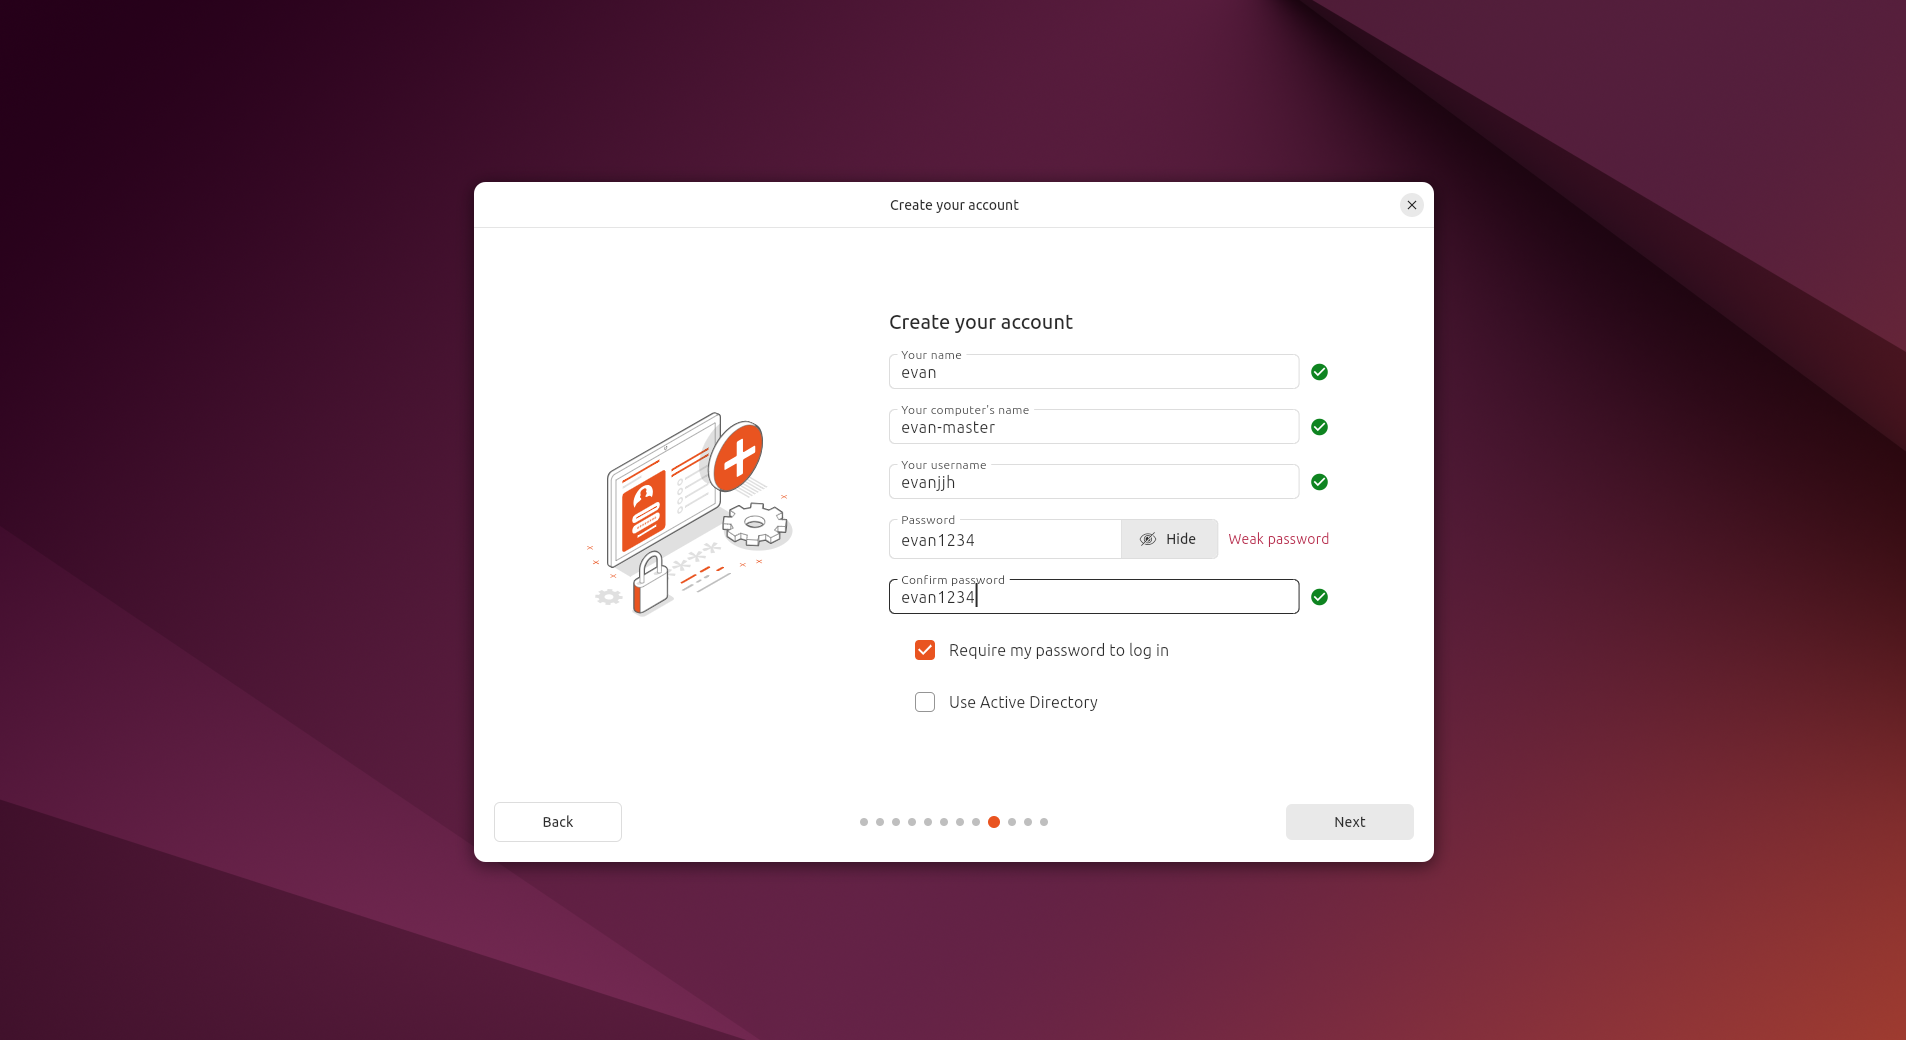 Create your account
Create your account
Your name
evan
Your computer's name
evan-master
Your username
evanjjh
Password
evan1234
Hide
Weak password
Confirm password
evan1234
Require my password to log in
Use Active Directory
Back
Next